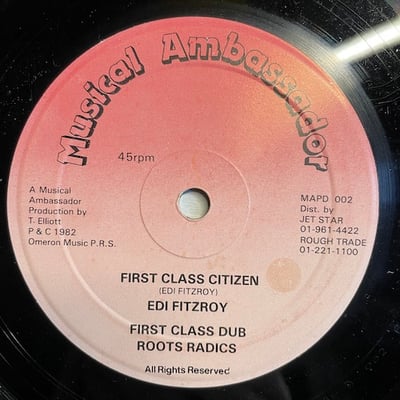 Musical Ambassador
45rpm
A Musical
Ambassador
Production by
T. Elliott
P & C 1982
Omeron Music P.R.S.
MAPD 002
Dist. by
JET STAR
01-961-4422
ROUGH TRADE
01-221-1100
FIRST CLASS CITIZEN
(EDI FITZROY)
EDI FITZROY
FIRST CLASS DUB
ROOTS RADICS
All Rights Reserved